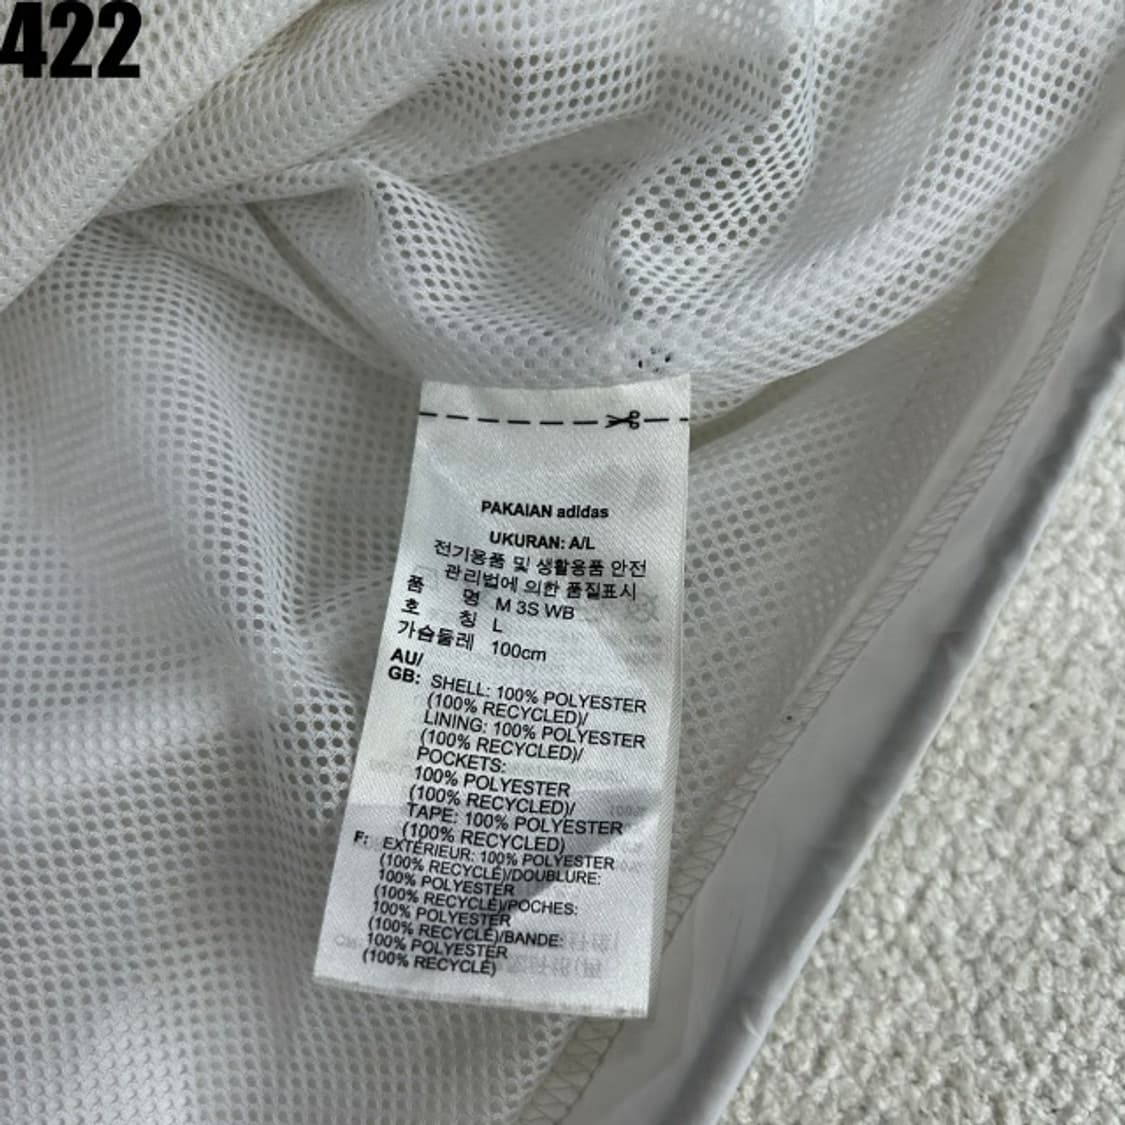 422
PAKAIAN adidas
UKURAN: A/L
전기용품 및 생활용품 안전
관리법에 의한 품질표시
품 명 M 3S WB
호 칭 L
가슴둘레 100cm
AU/
GB: SHELL: 100% POLYESTER
(100% RECYCLED)/
LINING: 100% POLYESTER
(100% RECYCLED)/
POCKETS:
100% POLYESTER
(100% RECYCLED)/
TAPE: 100% POLYESTER
(100% RECYCLED)
F: EXTÉRIEUR: 100% POLYESTER
(100% RECYCLÉ)/DOUBLURE:
100% POLYESTER
(100% RECYCLÉ)/POCHES:
100% POLYESTER
(100% RECYCLÉ)/BANDE:
100% POLYESTER
(100% RECYCLÉ)